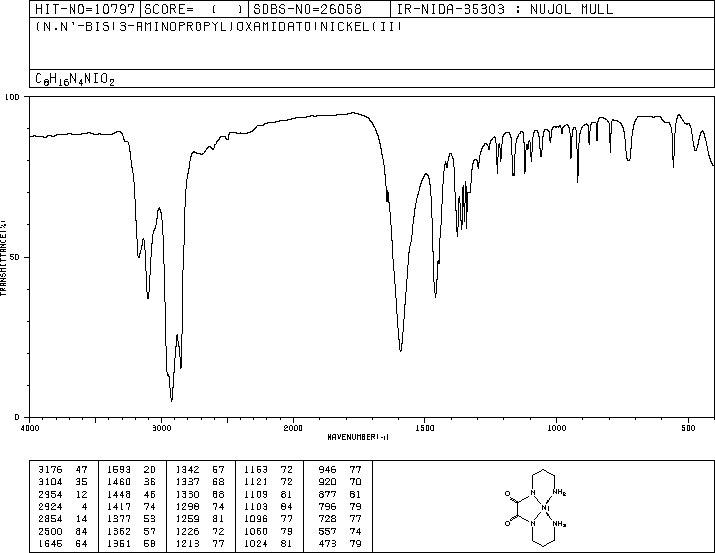 HIT-NO=10797 SCORE= ( ) SDBS-NO=26058 IR-NIDA-35303 : NUJOL MULL
(N,N'-BIS(3-AMINOPROPYL)OXAMIDATO)NICKEL(II)
C8H16N4NIO2
100
50
0
TRANSMITTANCE(%)
4000 3000 2000 1500 1000 500
WAVENUMBER(-1)
3176 47 1593 20 1342 57 1163 72 946 77
3104 35 1460 36 1337 68 1121 72 920 70
2954 12 1448 46 1330 68 1109 81 877 81
2924 4 1417 74 1298 74 1103 84 796 79
2854 14 1377 53 1259 81 1096 77 728 77
2500 84 1362 57 1226 72 1060 79 557 74
1645 64 1351 58 1213 77 1024 81 473 79
O N NH2
Ni
O N NH2